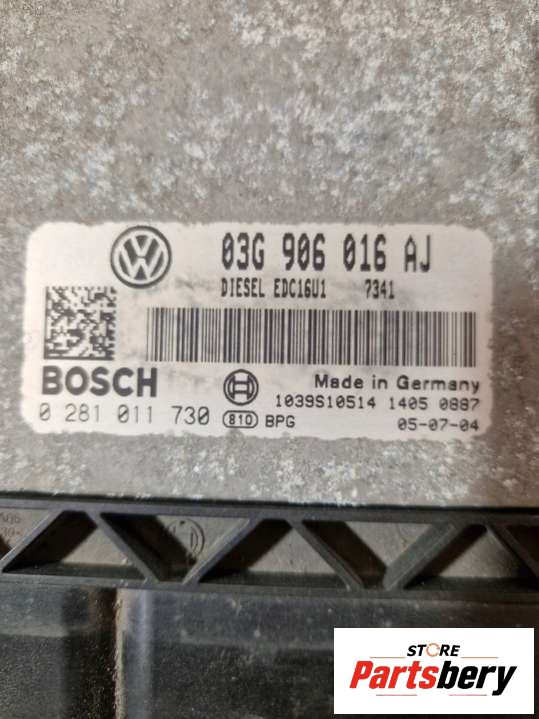 03G 906 016 AJ
DIESEL EDC16U1 7341
BOSCH
Made in Germany
1039S10514 1405 0887
0 281 011 730 810 BPG
05-07-04
STORE
Partsbery